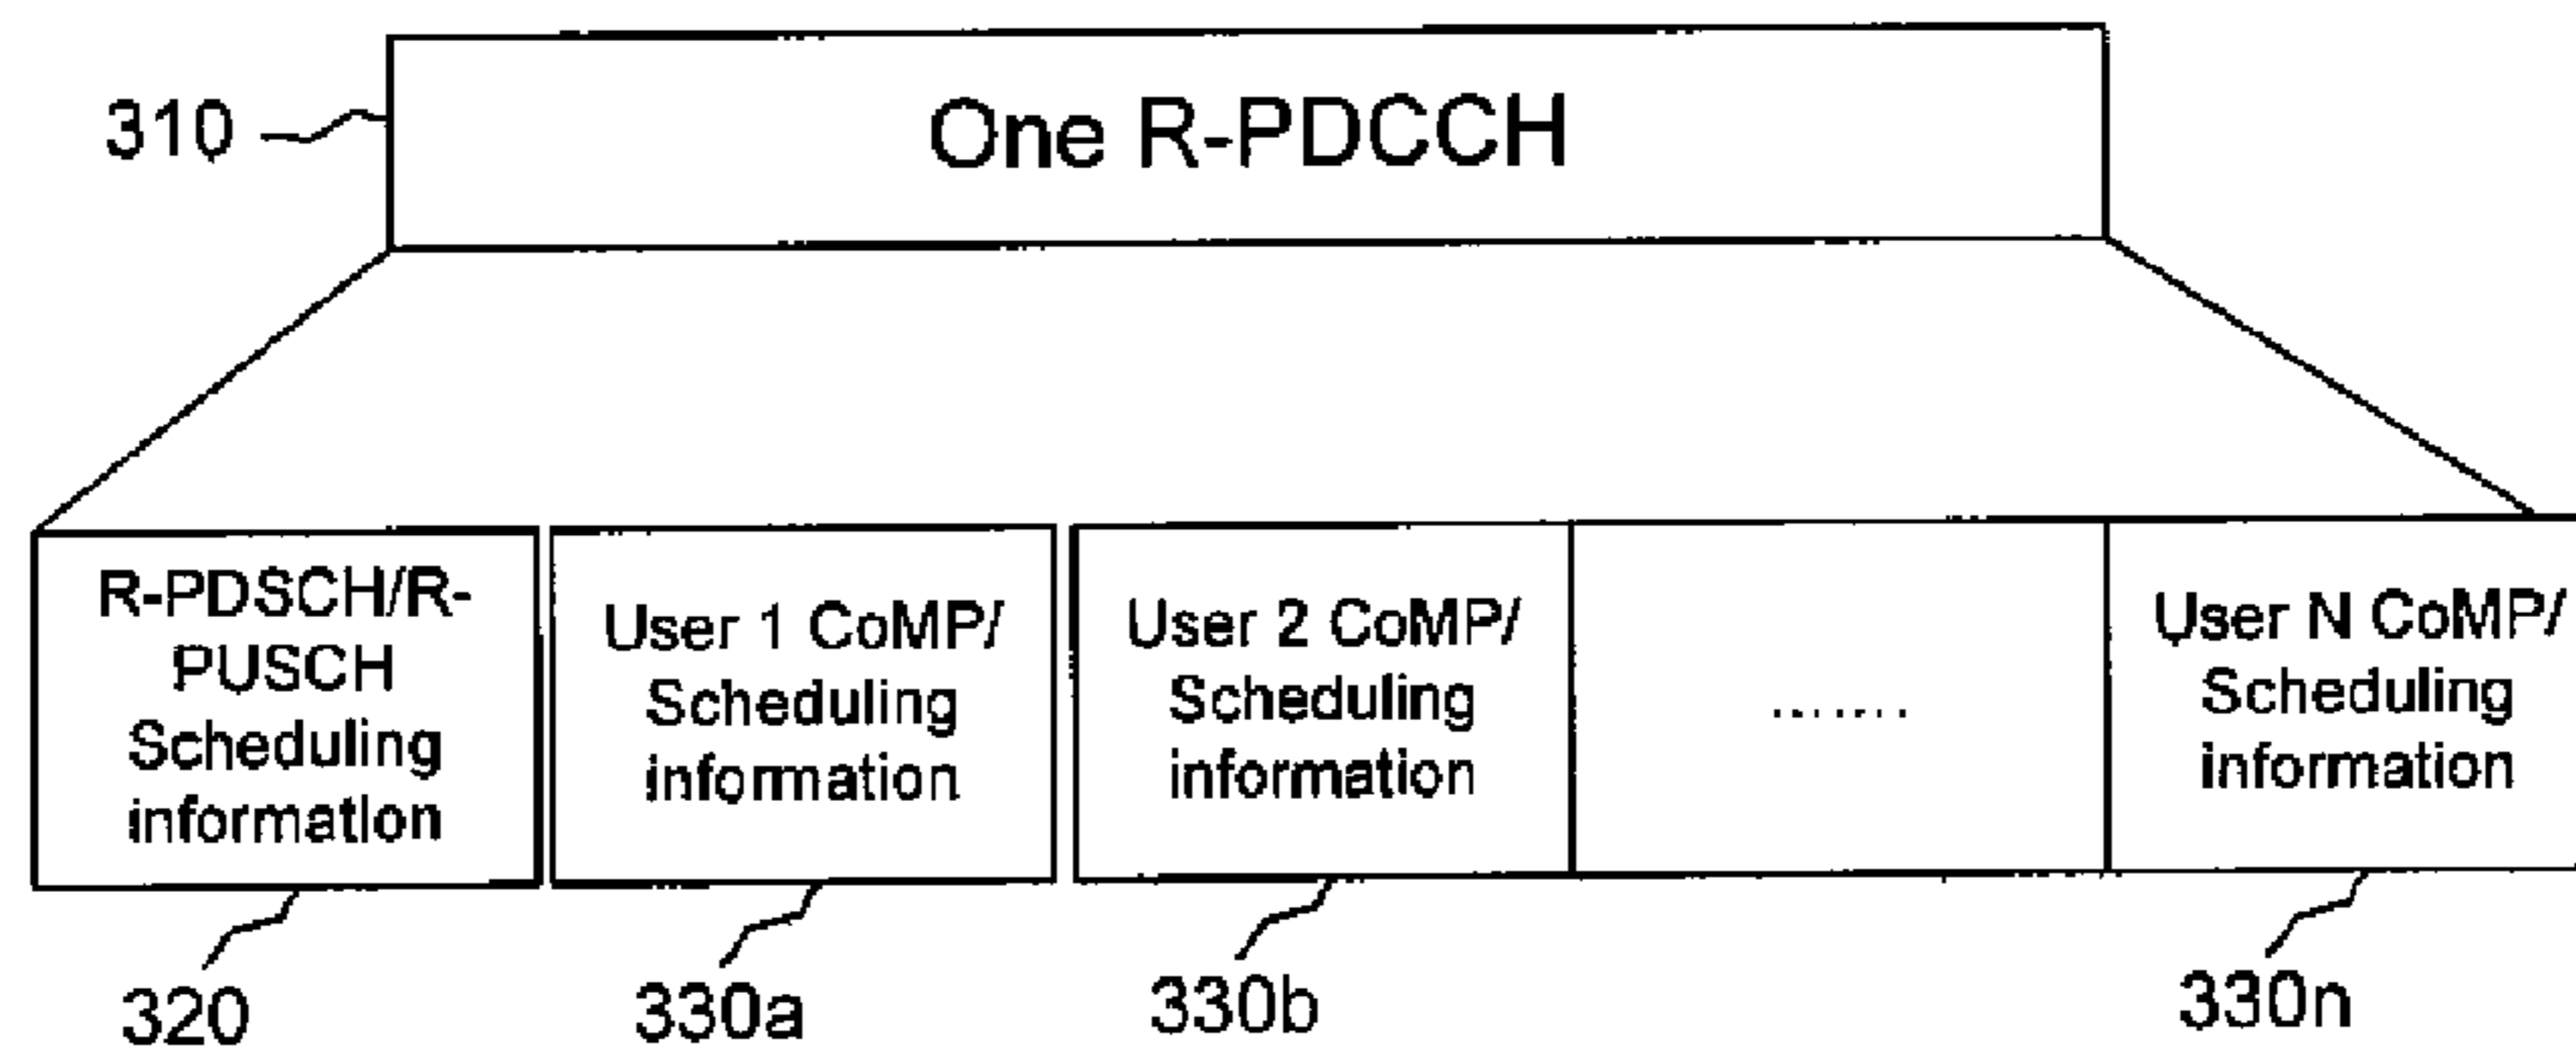 310
One R-PDCCH
R-PDSCH/R-
PUSCH
Scheduling
information
User 1 CoMP/
Scheduling
information
User 2 CoMP/
Scheduling
information
.......
User N CoMP/
Scheduling
information
320
330a
330b
330n